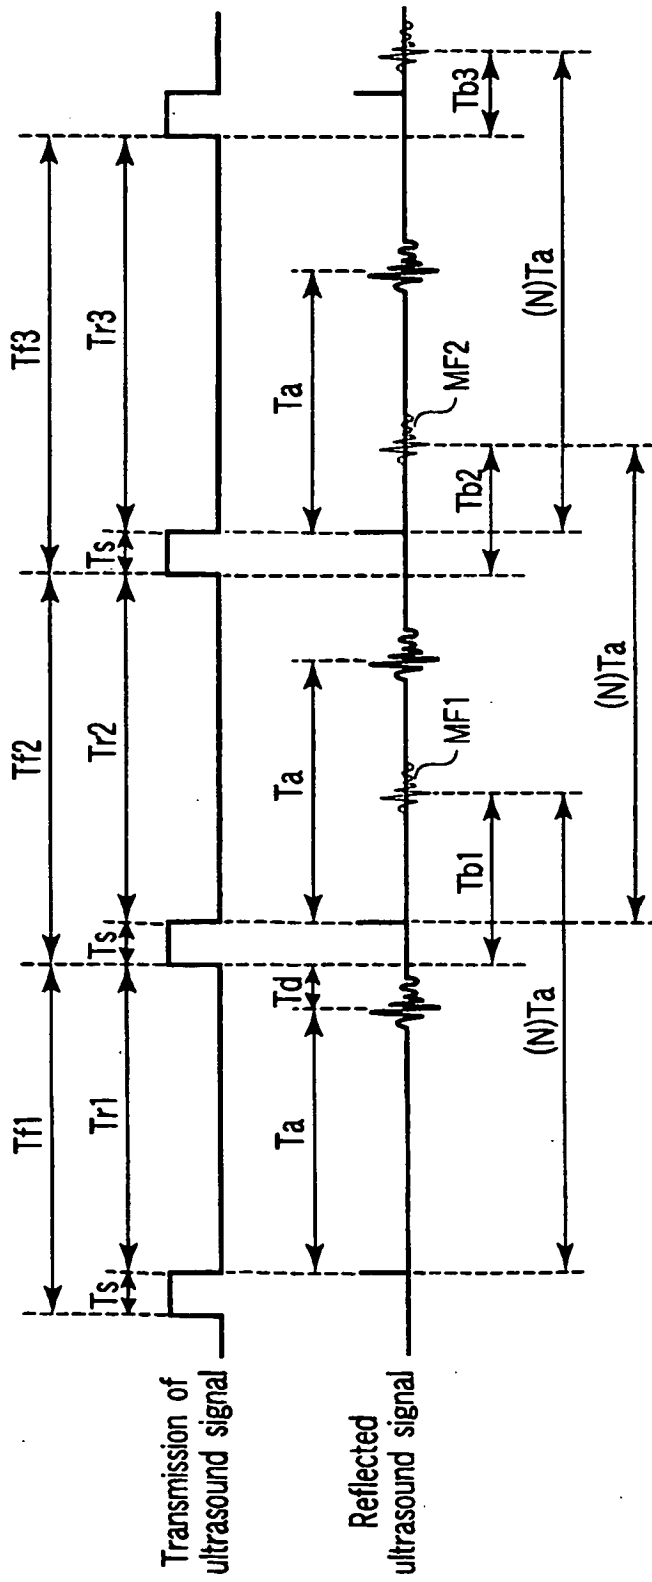 Tf1
Tf2
Tf3
Ts
Tr1
Ts
Tr2
Ts
Tr3
Transmission of
ultrasound signal
Ta
Td
Ta
Ta
Reflected
ultrasound signal
MF1
MF2
Tb1
Tb2
Tb3
(N)Ta
(N)Ta
(N)Ta